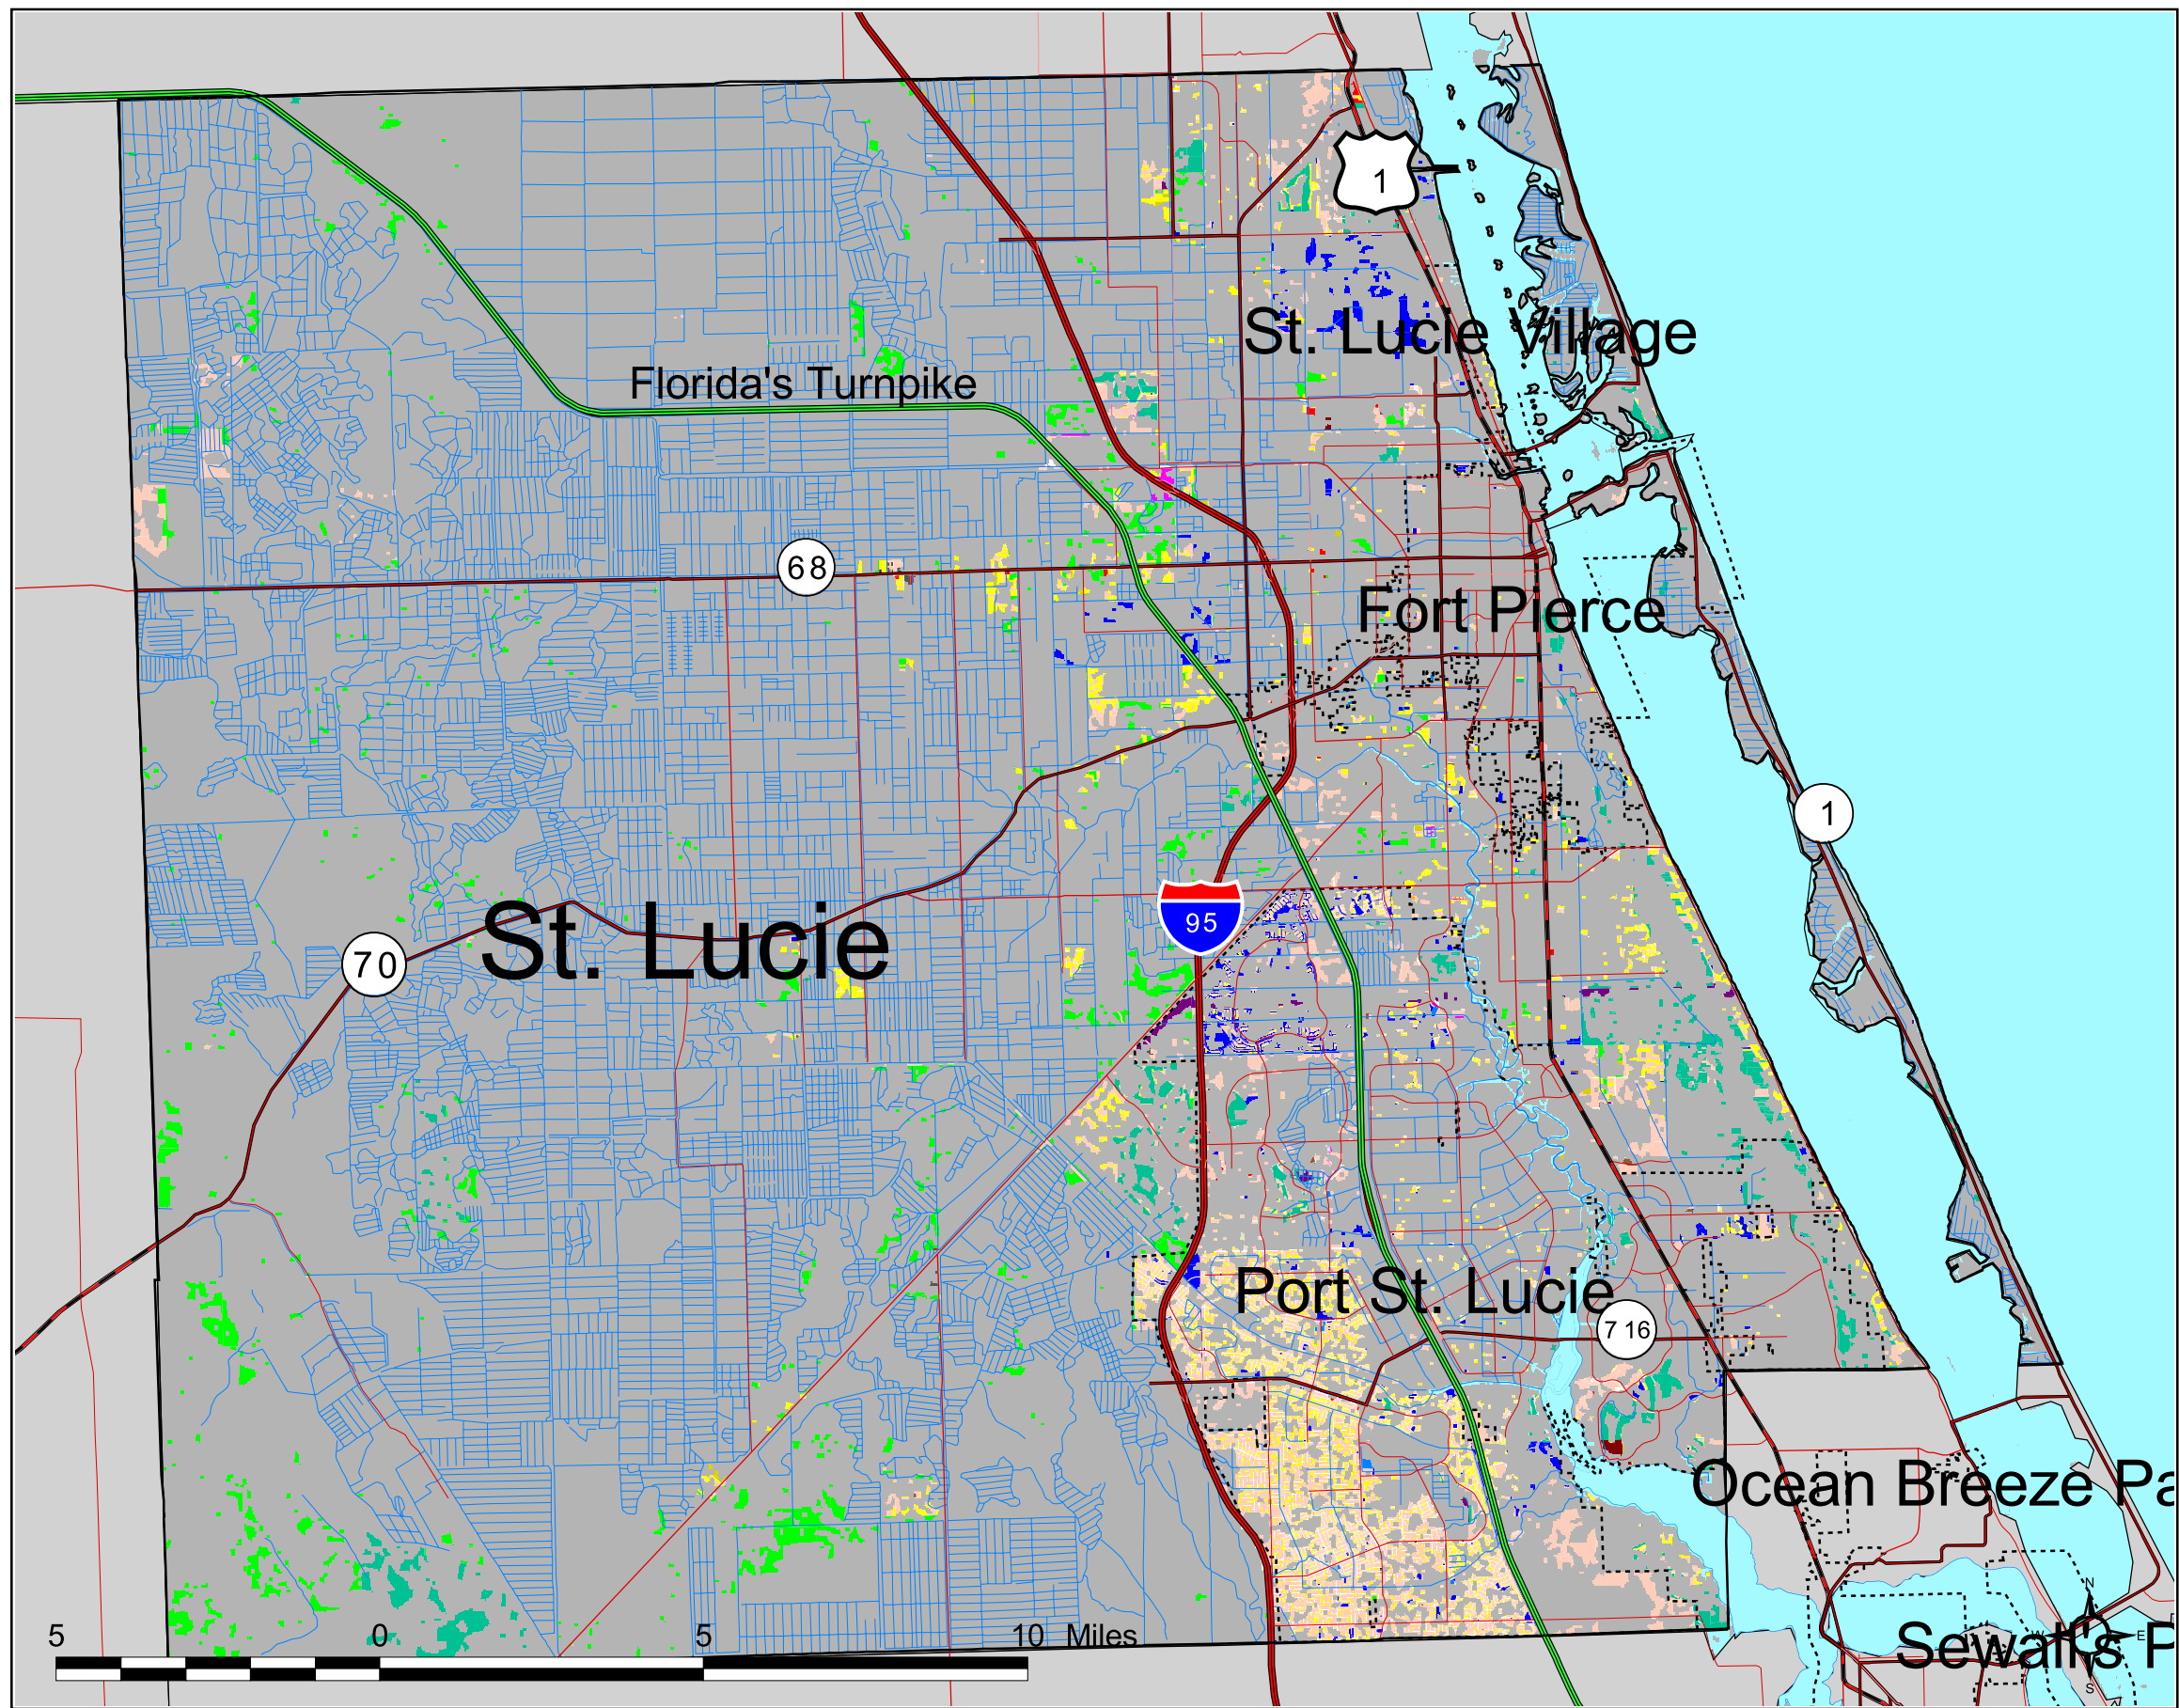 1
St. Lucie Village
Florida's Turnpike
68
Fort Pierce
1
95
St. Lucie
70
Port St. Lucie
716
Ocean Breeze Pa
5 0 5 10 Miles
N
W E
Sewall's P
S